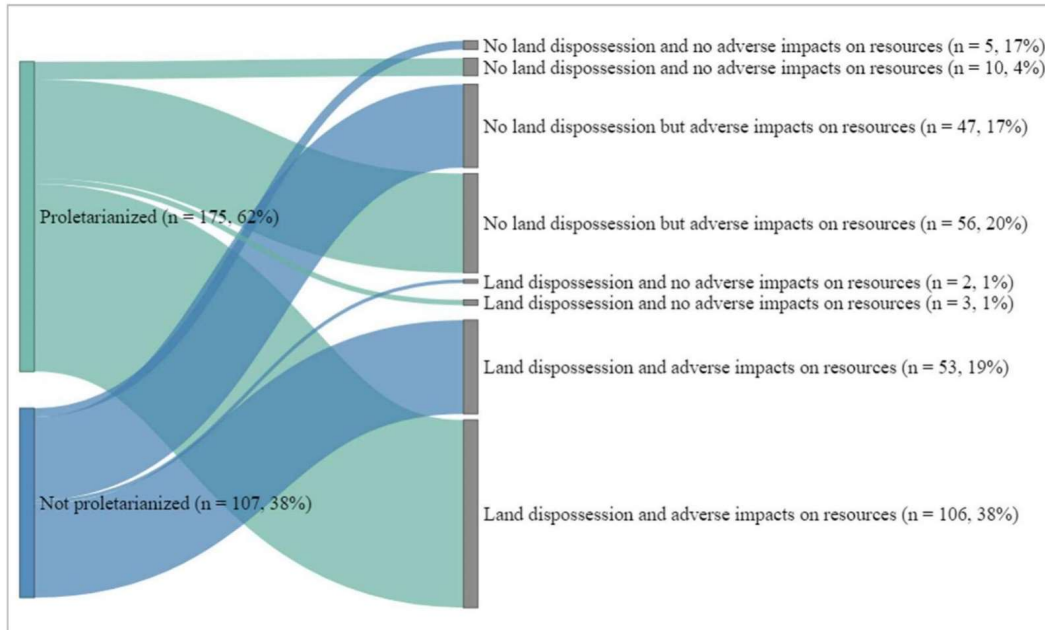 No land dispossession and no adverse impacts on resources (n = 5, 17%)
No land dispossession and no adverse impacts on resources (n = 10, 4%)
No land dispossession but adverse impacts on resources (n = 47, 17%)
Proletarianized (n = 175, 62%)
No land dispossession but adverse impacts on resources (n = 56, 20%)
Land dispossession and no adverse impacts on resources (n = 2, 1%)
Land dispossession and no adverse impacts on resources (n = 3, 1%)
Land dispossession and adverse impacts on resources (n = 53, 19%)
Not proletarianized (n = 107, 38%)
Land dispossession and adverse impacts on resources (n = 106, 38%)